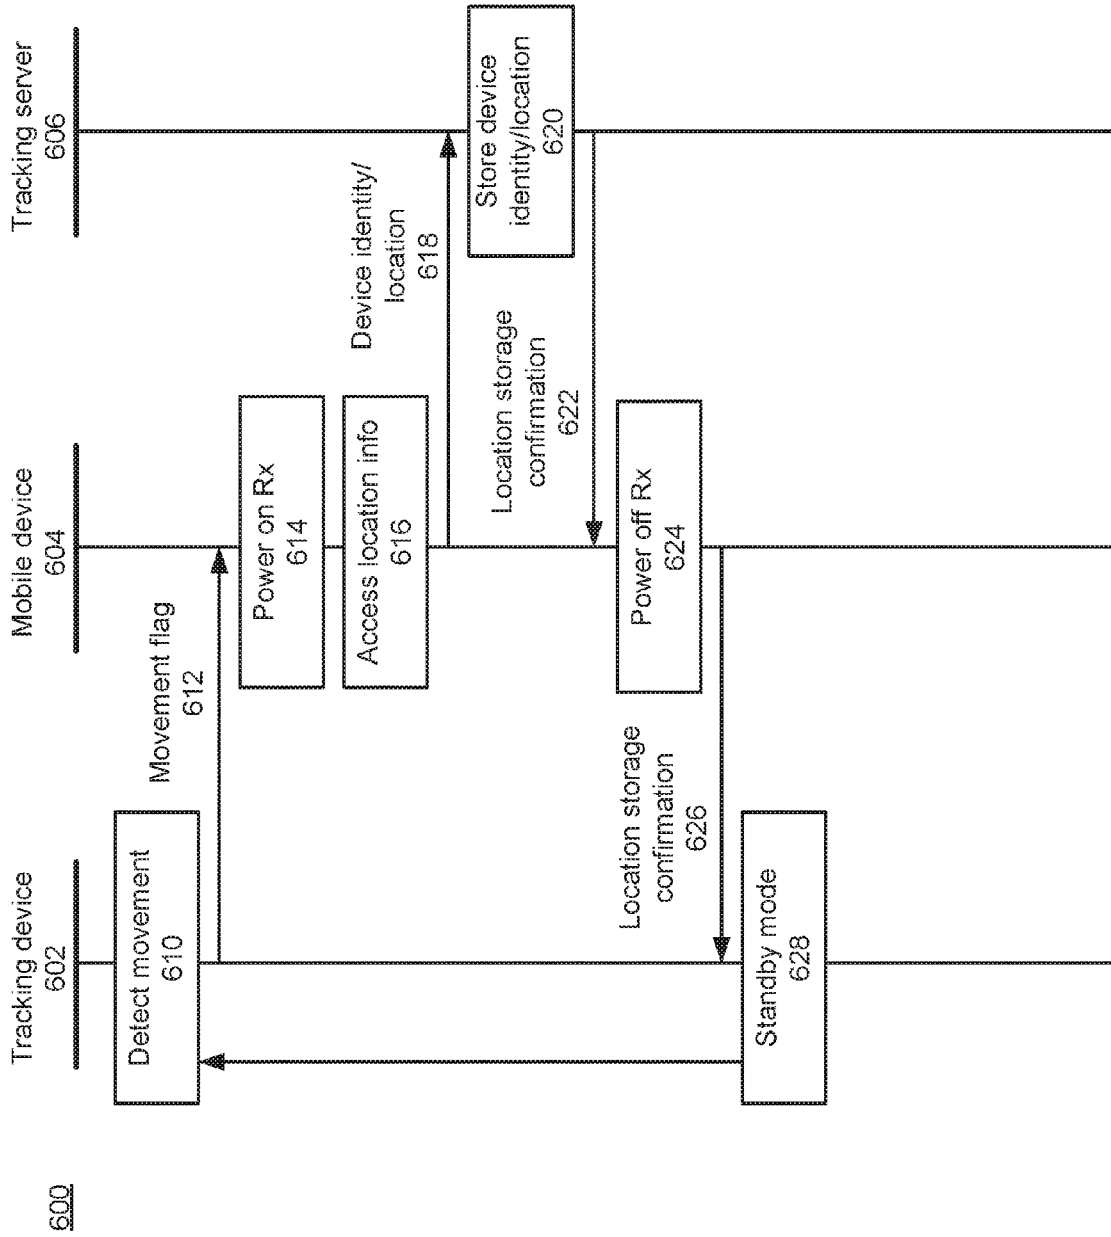 600
Tracking device
602
Mobile device
604
Tracking server
606
Detect movement
610
Movement flag
612
Power on Rx
614
Access location info
616
Device identity/
location
618
Store device
identity/location
620
Location storage
confirmation
622
Power off Rx
624
Location storage
confirmation
626
Standby mode
628